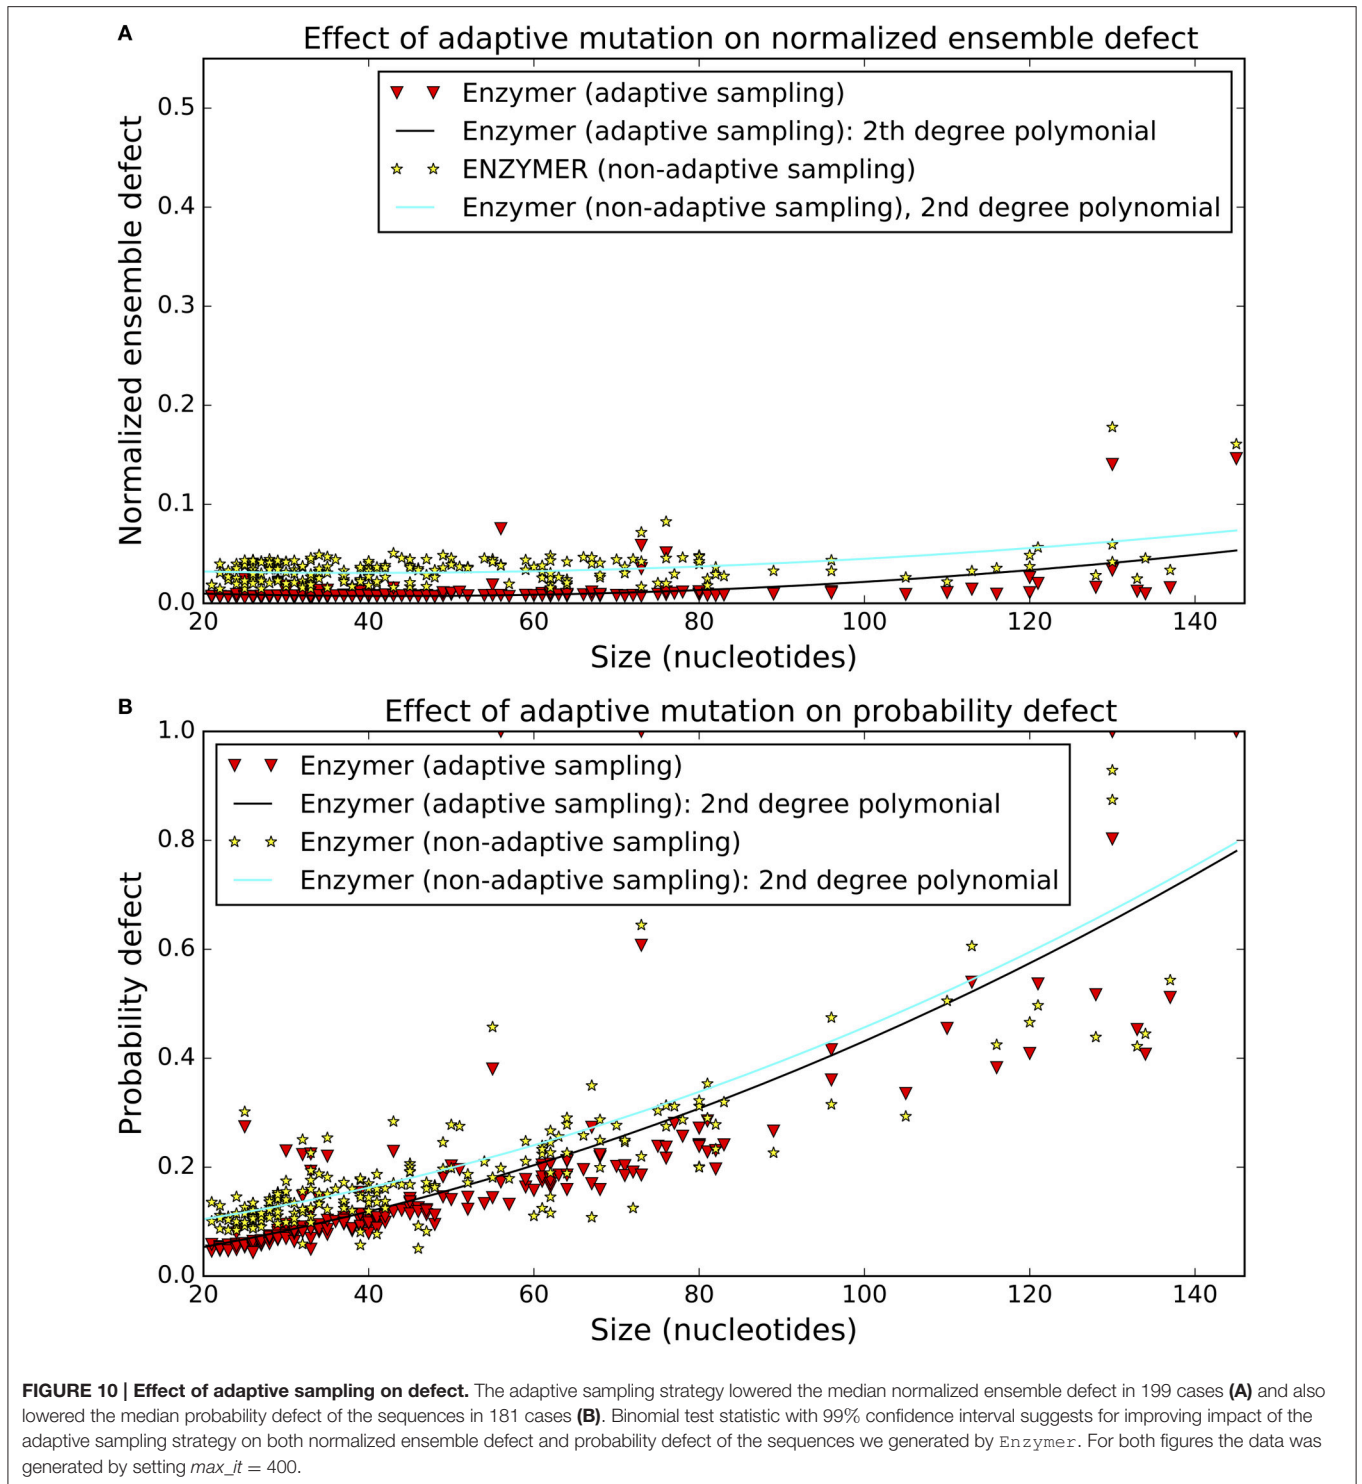 A
Effect of adaptive mutation on normalized ensemble defect
Enzymer (adaptive sampling)
Enzymer (adaptive sampling): 2th degree polymonial
ENZYMER (non-adaptive sampling)
Enzymer (non-adaptive sampling), 2nd degree polynomial
Normalized ensemble defect
0.5
0.4
0.3
0.2
0.1
0.0
20 40 60 80 100 120 140
Size (nucleotides)
B
Effect of adaptive mutation on probability defect
Enzymer (adaptive sampling)
Enzymer (adaptive sampling): 2nd degree polymonial
Enzymer (non-adaptive sampling)
Enzymer (non-adaptive sampling): 2nd degree polynomial
Probability defect
1.0
0.8
0.6
0.4
0.2
0.0
20 40 60 80 100 120 140
Size (nucleotides)
FIGURE 10 | Effect of adaptive sampling on defect. The adaptive sampling strategy lowered the median normalized ensemble defect in 199 cases (A) and also
lowered the median probability defect of the sequences in 181 cases (B). Binomial test statistic with 99% confidence interval suggests for improving impact of the
adaptive sampling strategy on both normalized ensemble defect and probability defect of the sequences we generated by Enzymer. For both figures the data was
generated by setting max_it = 400.